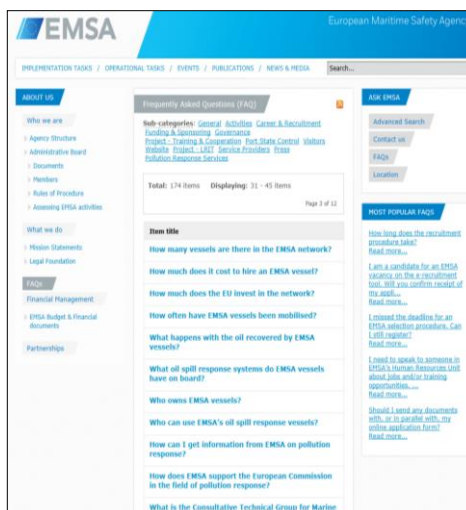 EMSA
European Maritime Safety Agency
IMPLEMENTATION TASKS / OPERATIONAL TASKS / EVENTS / PUBLICATIONS / NEWS & MEDIA
Search...
ABOUT US
Who we are
Agency Structure
Administrative Board
Documents
Members
Rules of Procedure
Assessing EMSA activities
What we do
Mission Statements
Legal Foundation
FAQs
Financial Management
EMSA Budget & Financial
documents
Partnerships
Frequently Asked Questions (FAQ)
Sub-categories: General Activities Career & Recruitment
Funding & Sponsoring Governance
Project - Training & Cooperation Port State Control Visitors
Website Project - LRIT Service Providers Press
Pollution Response Services
Total: 174 items Displaying: 31 - 45 items
Page 3 of 12
Item title
How many vessels are there in the EMSA network?
How much does it cost to hire an EMSA vessel?
How much does the EU invest in the network?
How often have EMSA vessels been mobilised?
What happens with the oil recovered by EMSA
vessels?
What oil spill response systems do EMSA vessels
have on board?
Who owns EMSA vessels?
Who can use EMSA's oil spill response vessels?
How can I get information from EMSA on pollution
response?
How does EMSA support the European Commission
in the field of pollution response?
What is the Consultative Technical Group for Marine
ASK EMSA
Advanced Search
Contact us
FAQs
Location
MOST POPULAR FAQS
How long does the recruitment
procedure take?
Read more...
I am a candidate for an EMSA
vacancy on the e-recruitment
tool. Will you confirm receipt of
my appli...
Read more...
I missed the deadline for an
EMSA selection procedure. Can
I still register?
Read more...
I need to speak to someone in
EMSA's Human Resources Unit
about jobs and/or training
opportunities. ...
Read more...
Should I send any documents
with, or in parallel with, my
online application form?
Read more...